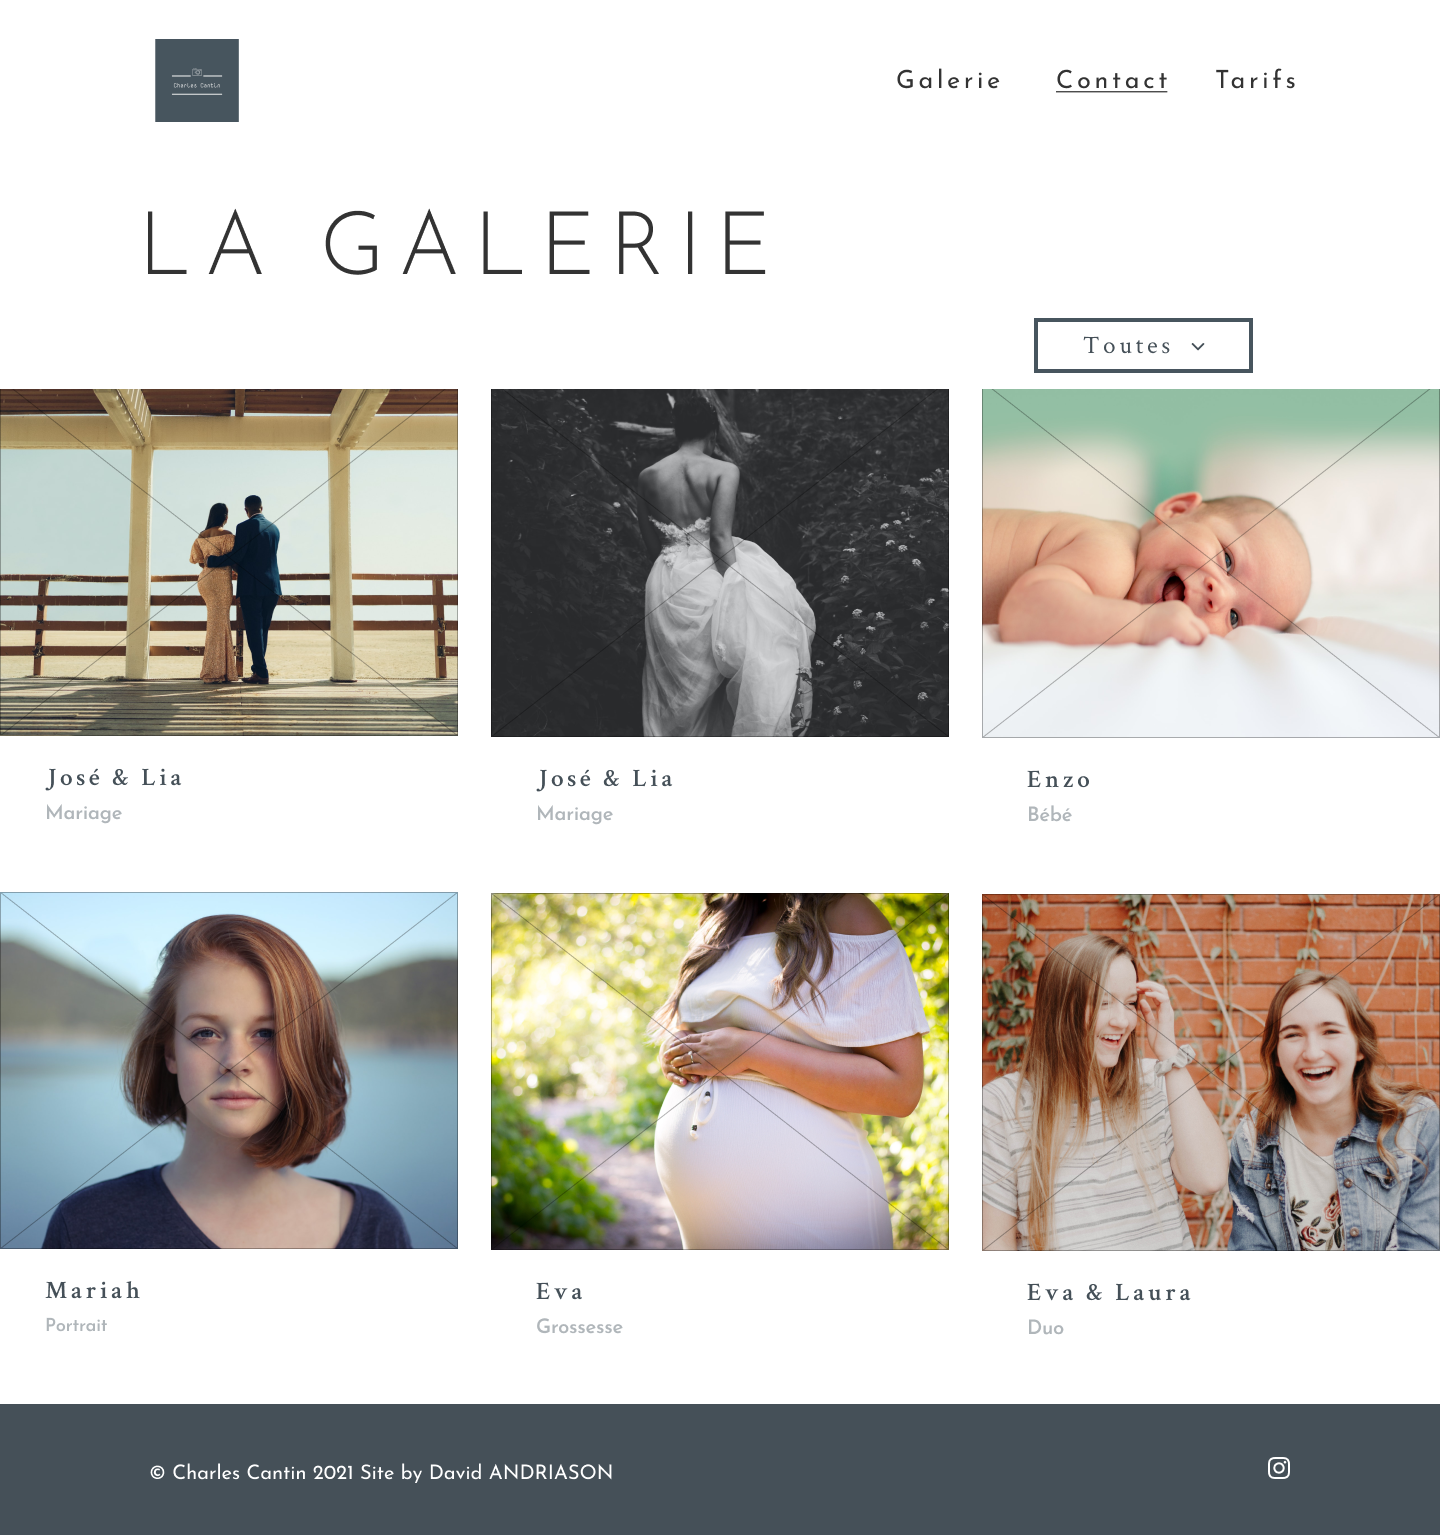 Charles Cantin
Galerie Contact Tarifs
LA GALERIE
Toutes
José & Lia
Mariage
José & Lia
Mariage
Enzo
Bébé
Mariah
Portrait
Eva
Grossesse
Eva & Laura
Duo
© Charles Cantin 2021 Site by David ANDRIASON